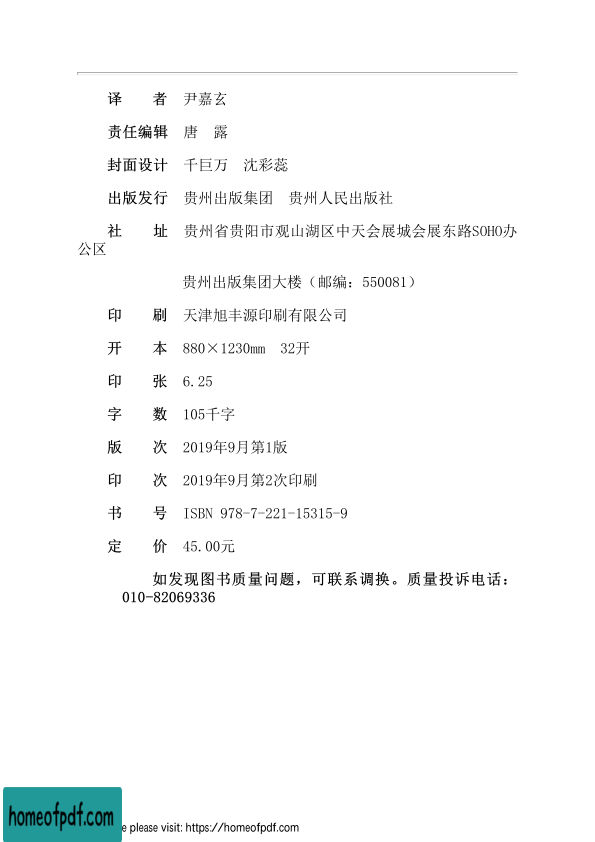 译　　者　尹嘉玄
责任编辑　唐　露
封面设计　千巨万　沈彩蕊
出版发行　贵州出版集团　贵州人民出版社
社　　址　贵州省贵阳市观山湖区中天会展城会展东路SOHO办
公区
贵州出版集团大楼（邮编：550081）
印　　刷　天津旭丰源印刷有限公司
开　　本　880×1230mm　32开
印　　张　6.25
字　　数　105千字
版　　次　2019年9月第1版
印　　次　2019年9月第2次印刷
书　　号　ISBN 978-7-221-15315-9
定　　价　45.00元
如发现图书质量问题，可联系调换。质量投诉电话：
010-82069336
homeofpdf.com
please visit: https://homeofpdf.com